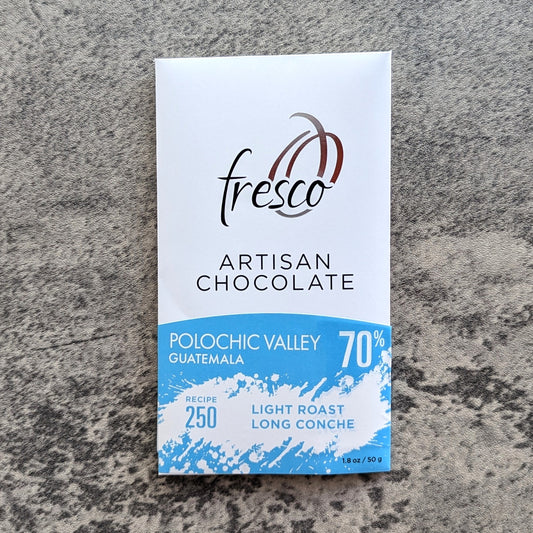 fresco
ARTISAN
CHOCOLATE
POLOCHIC VALLEY
GUATEMALA
70%
RECIPE
250
LIGHT ROAST
LONG CONCHE
1.8 oz / 50 g